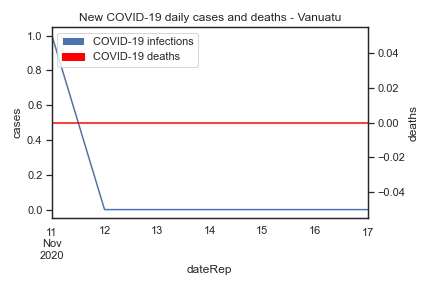 New COVID-19 daily cases and deaths - Vanuatu
COVID-19 infections
COVID-19 deaths
cases
1.0
0.8
0.6
0.4
0.2
0.0
deaths
0.04
0.02
0.00
−0.02
−0.04
11 12 13 14 15 16 17
Nov
2020
dateRep